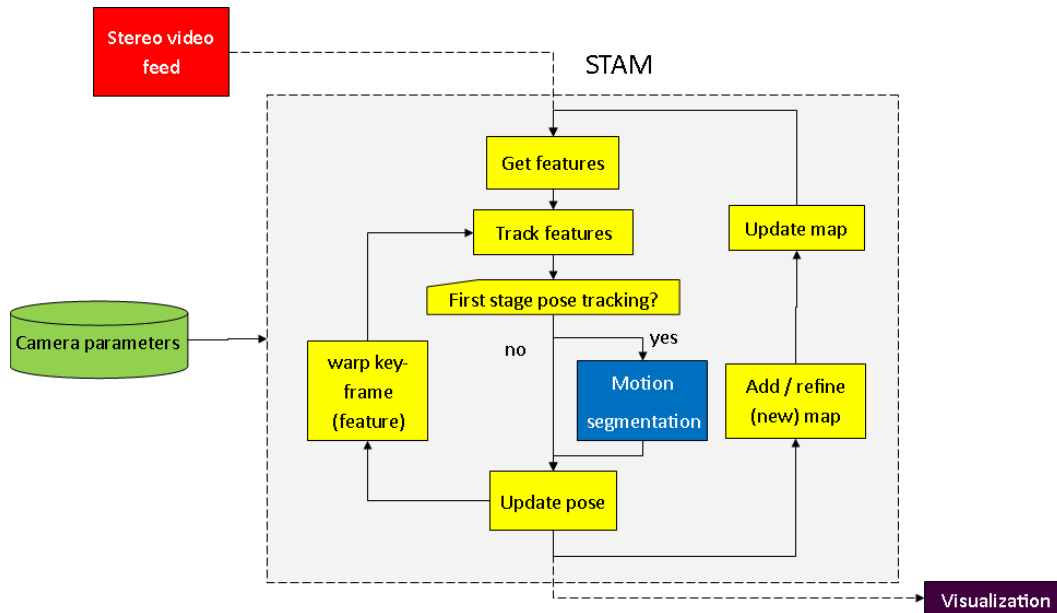 Stereo video
feed
STAM
Get features
Track features
Update map
First stage pose tracking?
Camera parameters
no
yes
warp key-
frame
(feature)
Motion
segmentation
Add / refine
(new) map
Update pose
Visualization